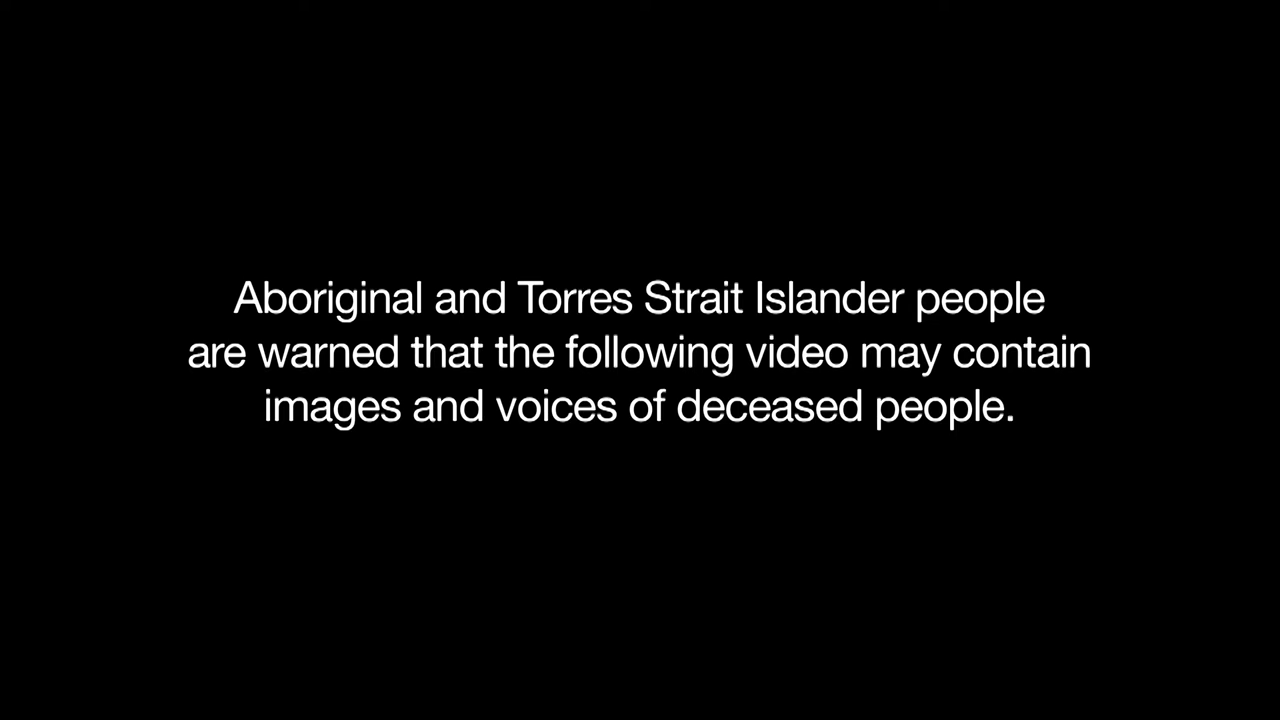 Aboriginal and Torres Strait Islander people
are warned that the following video may contain
images and voices of deceased people.